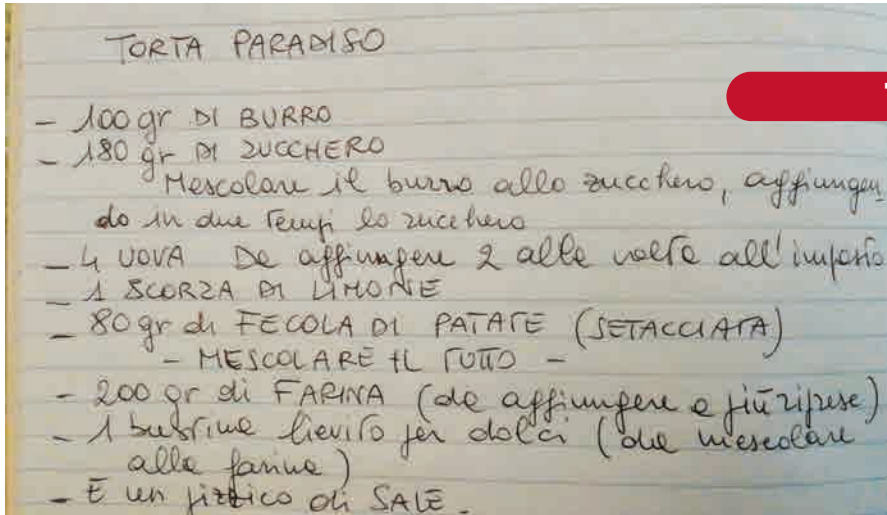 TORTA PARADISO
- 100 gr DI BURRO
- 180 gr DI ZUCCHERO
Mescolare il burro allo zucchero, aggiungen
do in due tempi lo zucchero
- 4 UOVA Da aggiungere 2 alla volta all'impasto
- 1 SCORZA DI LIMONE
- 80 gr di FECOLA DI PATATE (SETACCIATA)
- MESCOLARE IL TUTTO -
- 200 gr di FARINA (da aggiungere a più riprese)
- 1 bustina lievito per dolci (da mescolare
alla farina)
- E un pizzico di SALE.